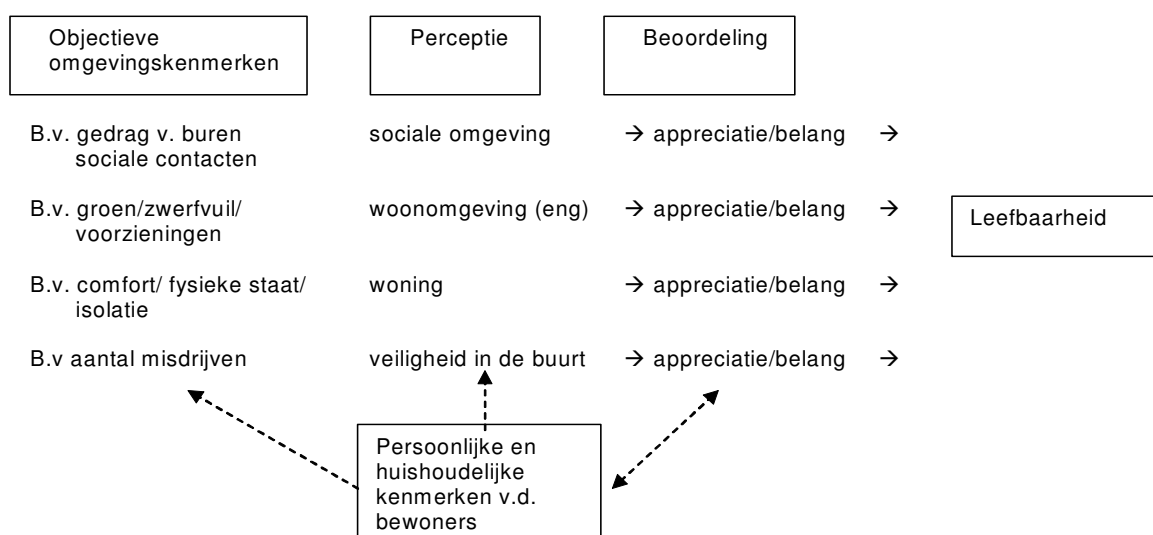 Objectieve
omgevingskenmerken
Perceptie
Beoordeling
B.v. gedrag v. buren
sociale contacten
sociale omgeving
→ appreciatie/belang →
B.v. groen/zwerfvuil/
voorzieningen
woonomgeving (eng)
→ appreciatie/belang →
Leefbaarheid
B.v. comfort/ fysieke staat/
isolatie
woning
→ appreciatie/belang →
B.v aantal misdrijven
veiligheid in de buurt
→ appreciatie/belang →
Persoonlijke en
huishoudelijke
kenmerken v.d.
bewoners